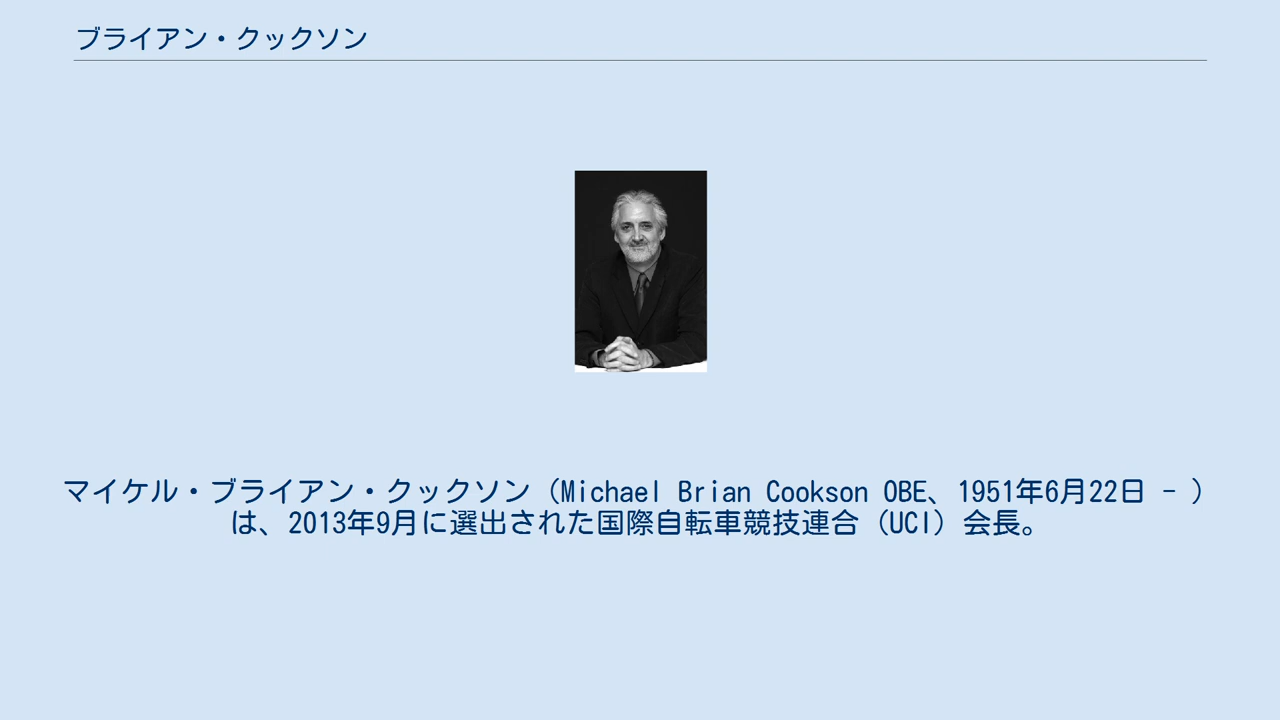 ブライアン・クックソン
マイケル・ブライアン・クックソン（Michael Brian Cookson OBE、1951年6月22日 - ）
は、2013年9月に選出された国際自転車競技連合（UCI）会長。